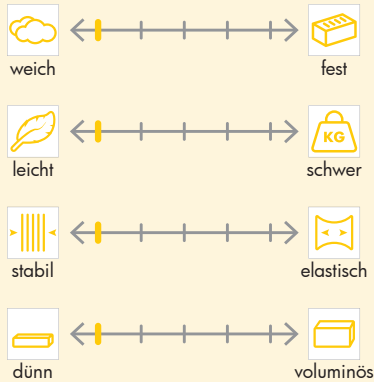 weich fest
KG
leicht schwer
stabil elastisch
dünn voluminös